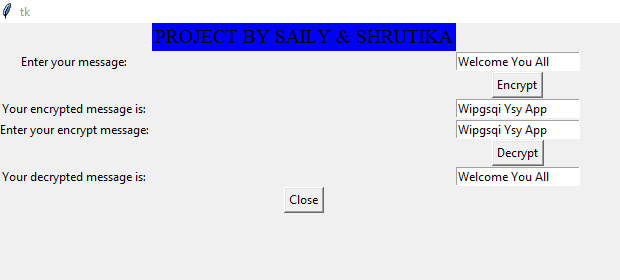 tk
PROJECT BY SAILY & SHRUTIKA
Enter your message: Welcome You All
Encrypt
Your encrypted message is: Wipgsqi Ysy App
Enter your encrypt message: Wipgsqi Ysy App
Decrypt
Your decrypted message is: Welcome You All
Close